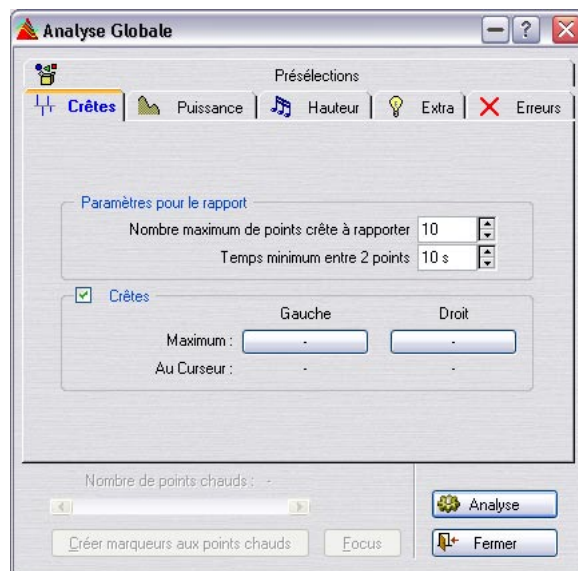 Analyse Globale
Présélections
Crêtes Puissance Hauteur Extra Erreurs
Paramètres pour le rapport
Nombre maximum de points crête à rapporter 10
Temps minimum entre 2 points 10 s
Crêtes
Gauche Droit
Maximum : - -
Au Curseur : - -
Nombre de points chauds : -
Analyse
Créer marqueurs aux points chauds Focus Fermer